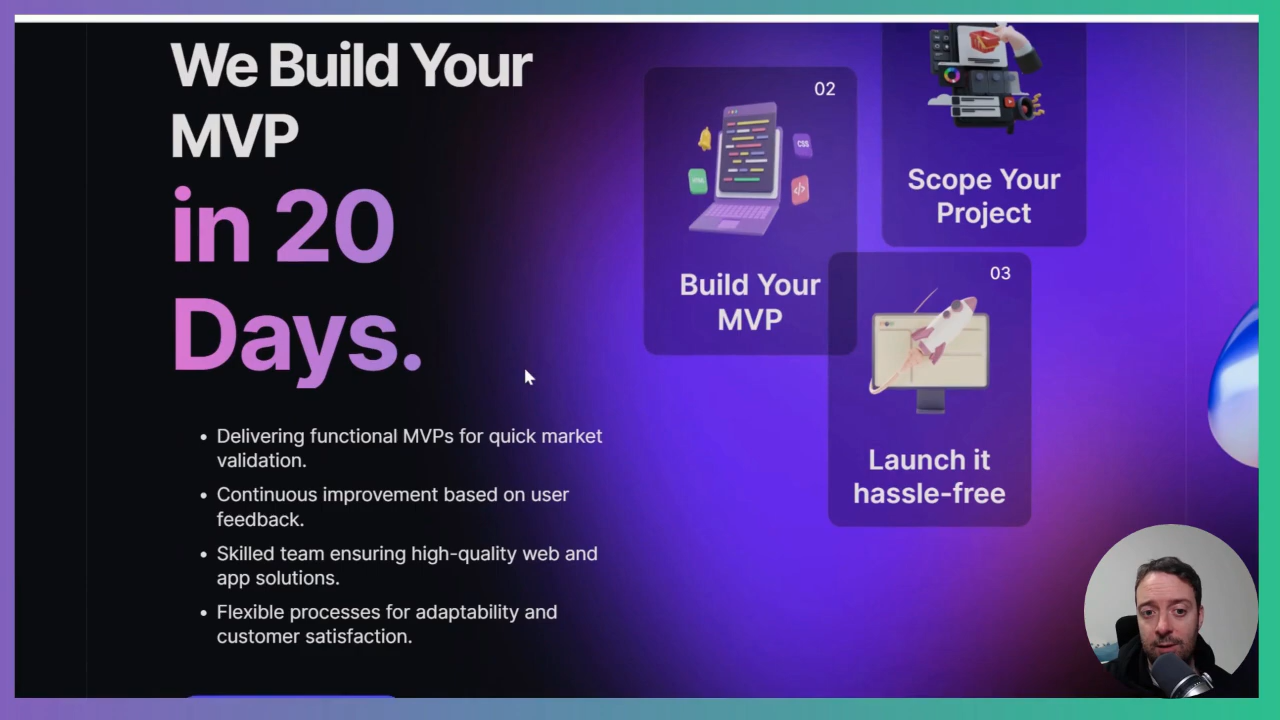 We Build Your
MVP
in 20
Days.
Delivering functional MVPs for quick market
validation.
Continuous improvement based on user
feedback.
Skilled team ensuring high-quality web and
app solutions.
Flexible processes for adaptability and
customer satisfaction.
02
CSS
HTML
</>
Build Your
MVP
Scope Your
Project
03
Launch it
hassle-free